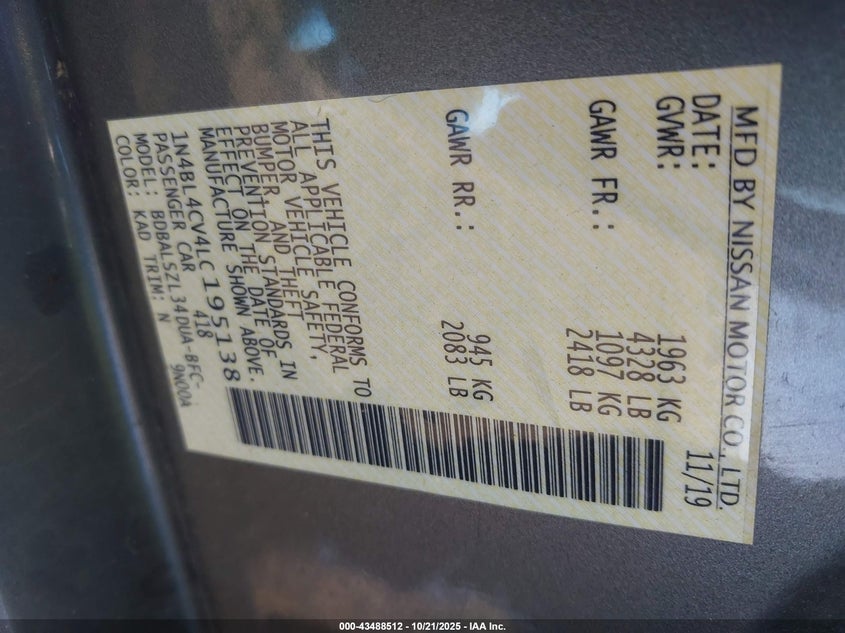 MFD BY NISSAN MOTOR CO., LTD.
DATE: 11/19
GVWR: 1963 KG
4328 LB
GAWR FR.: 1097 KG
2418 LB
GAWR RR.: 945 KG
2083 LB
THIS VEHICLE CONFORMS TO
ALL APPLICABLE FEDERAL
MOTOR VEHICLE SAFETY,
BUMPER, AND THEFT
PREVENTION STANDARDS IN
EFFECT ON THE DATE OF
MANUFACTURE SHOWN ABOVE.
1N4BL4CV4LC195138
PASSENGER CAR 418
MODEL: BDBALSZL34DUA-BFC-
COLOR: KAD TRIM: N 9N00A
000-43488512 - 10/21/2025 - IAA Inc.